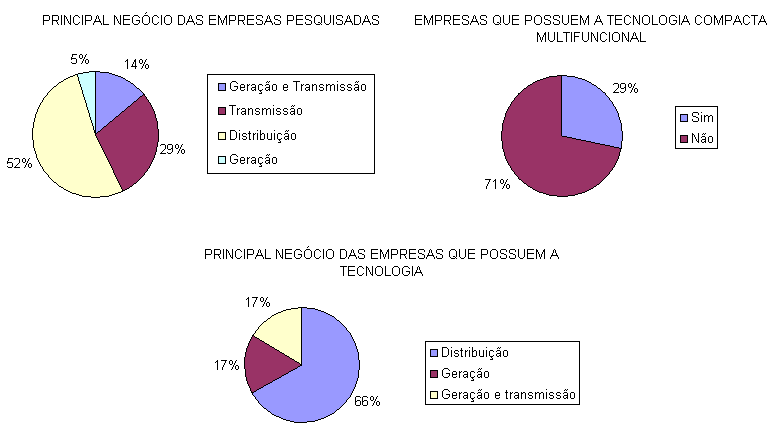 PRINCIPAL NEGÓCIO DAS EMPRESAS PESQUISADAS
5%
14%
29%
52%
Geração e Transmissão
Transmissão
Distribuição
Geração
EMPRESAS QUE POSSUEM A TECNOLOGIA COMPACTA
MULTIFUNCIONAL
29%
71%
Sim
Não
PRINCIPAL NEGÓCIO DAS EMPRESAS QUE POSSUEM A
TECNOLOGIA
17%
17%
66%
Distribuição
Geração
Geração e transmissão